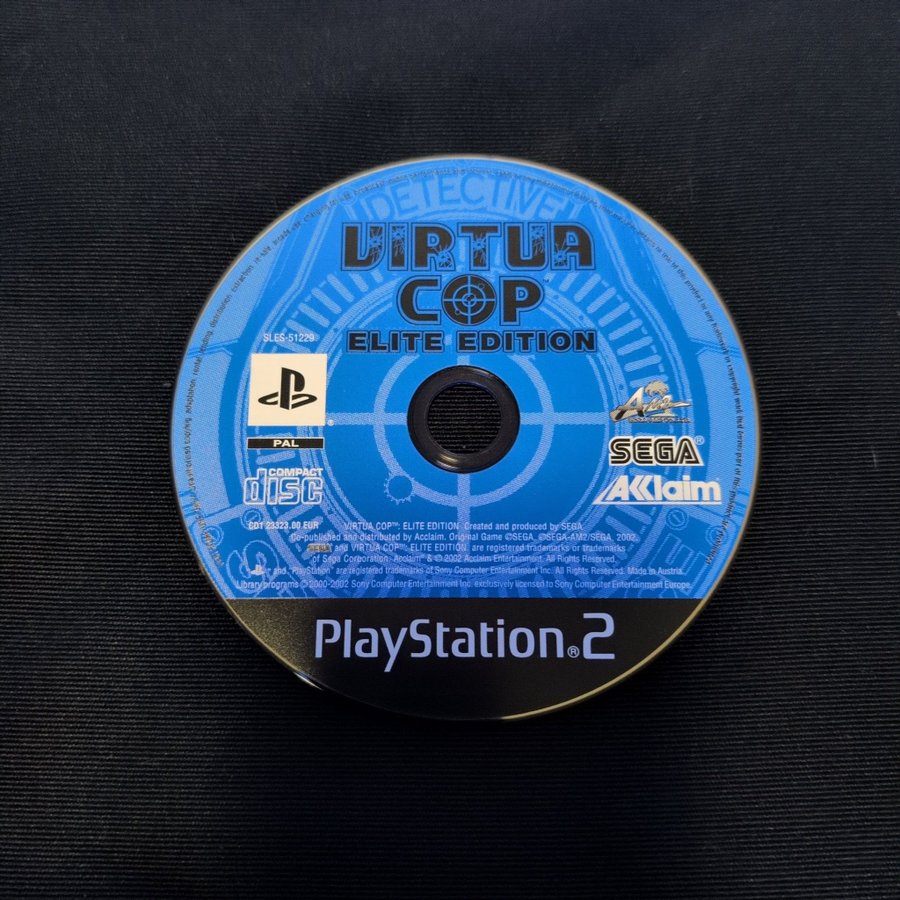 DETECTIVE
VIRTUA
COP
ELITE EDITION
SLES-51229
PAL
COMPACT
disc
SEGA®
AKKlaim
CD1 23323.00 EUR
VIRTUA COP™: ELITE EDITION. Created and produced by SEGA.
Co-published and distributed by Acclaim. Original Game ©SEGA, ©SEGA-AM2/SEGA, 2002.
SEGA and VIRTUA COP™: ELITE EDITION are registered trademarks or trademarks
of Sega Corporation. Acclaim® & © 2002 Acclaim Entertainment. All Rights Reserved.
and „PlayStation" are registered trademarks of Sony Computer Entertainment Inc. All Rights Reserved. Made in Austria.
Library programs © 2000-2002 Sony Computer Entertainment Inc. exclusively licensed to Sony Computer Entertainment Europe.
PlayStation®2